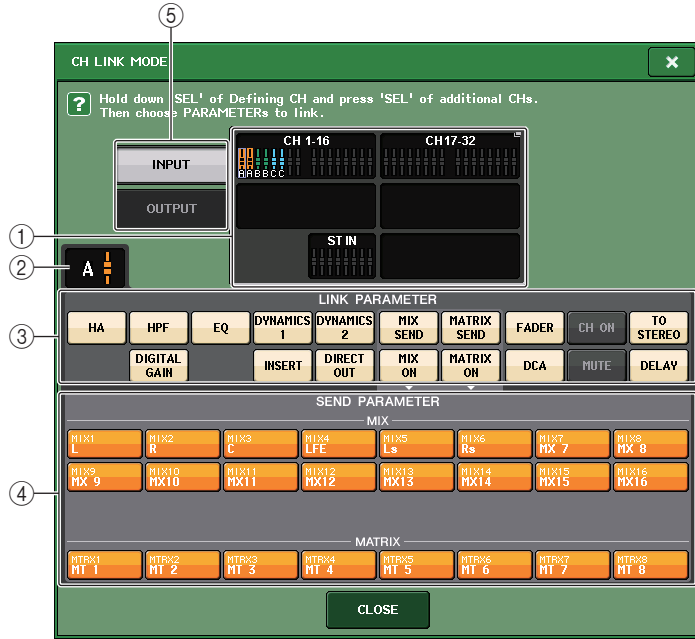 ⑤
CH LINK MODE
×
? Hold down 'SEL' of Defining CH and press 'SEL' of additional CHs.
Then choose PARAMETERs to link.
INPUT
OUTPUT
CH 1-16
CH17-32
A A B B C C
ST IN
①
②
A
③
LINK PARAMETER
HA
HPF
EQ
DYNAMICS 1
DYNAMICS 2
MIX SEND
MATRIX SEND
FADER
CH ON
TO STEREO
DIGITAL GAIN
INSERT
DIRECT OUT
MIX ON
MATRIX ON
DCA
MUTE
DELAY
④
SEND PARAMETER
MIX
MIX1 L
MIX2 R
MIX3 C
MIX4 LFE
MIX5 Ls
MIX6 Rs
MIX7 MX 7
MIX8 MX 8
MIX9 MX 9
MIX10 MX10
MIX11 MX11
MIX12 MX12
MIX13 MX13
MIX14 MX14
MIX15 MX15
MIX16 MX16
MATRIX
MTRX1 MT 1
MTRX2 MT 2
MTRX3 MT 3
MTRX4 MT 4
MTRX5 MT 5
MTRX6 MT 6
MTRX7 MT 7
MTRX8 MT 8
CLOSE